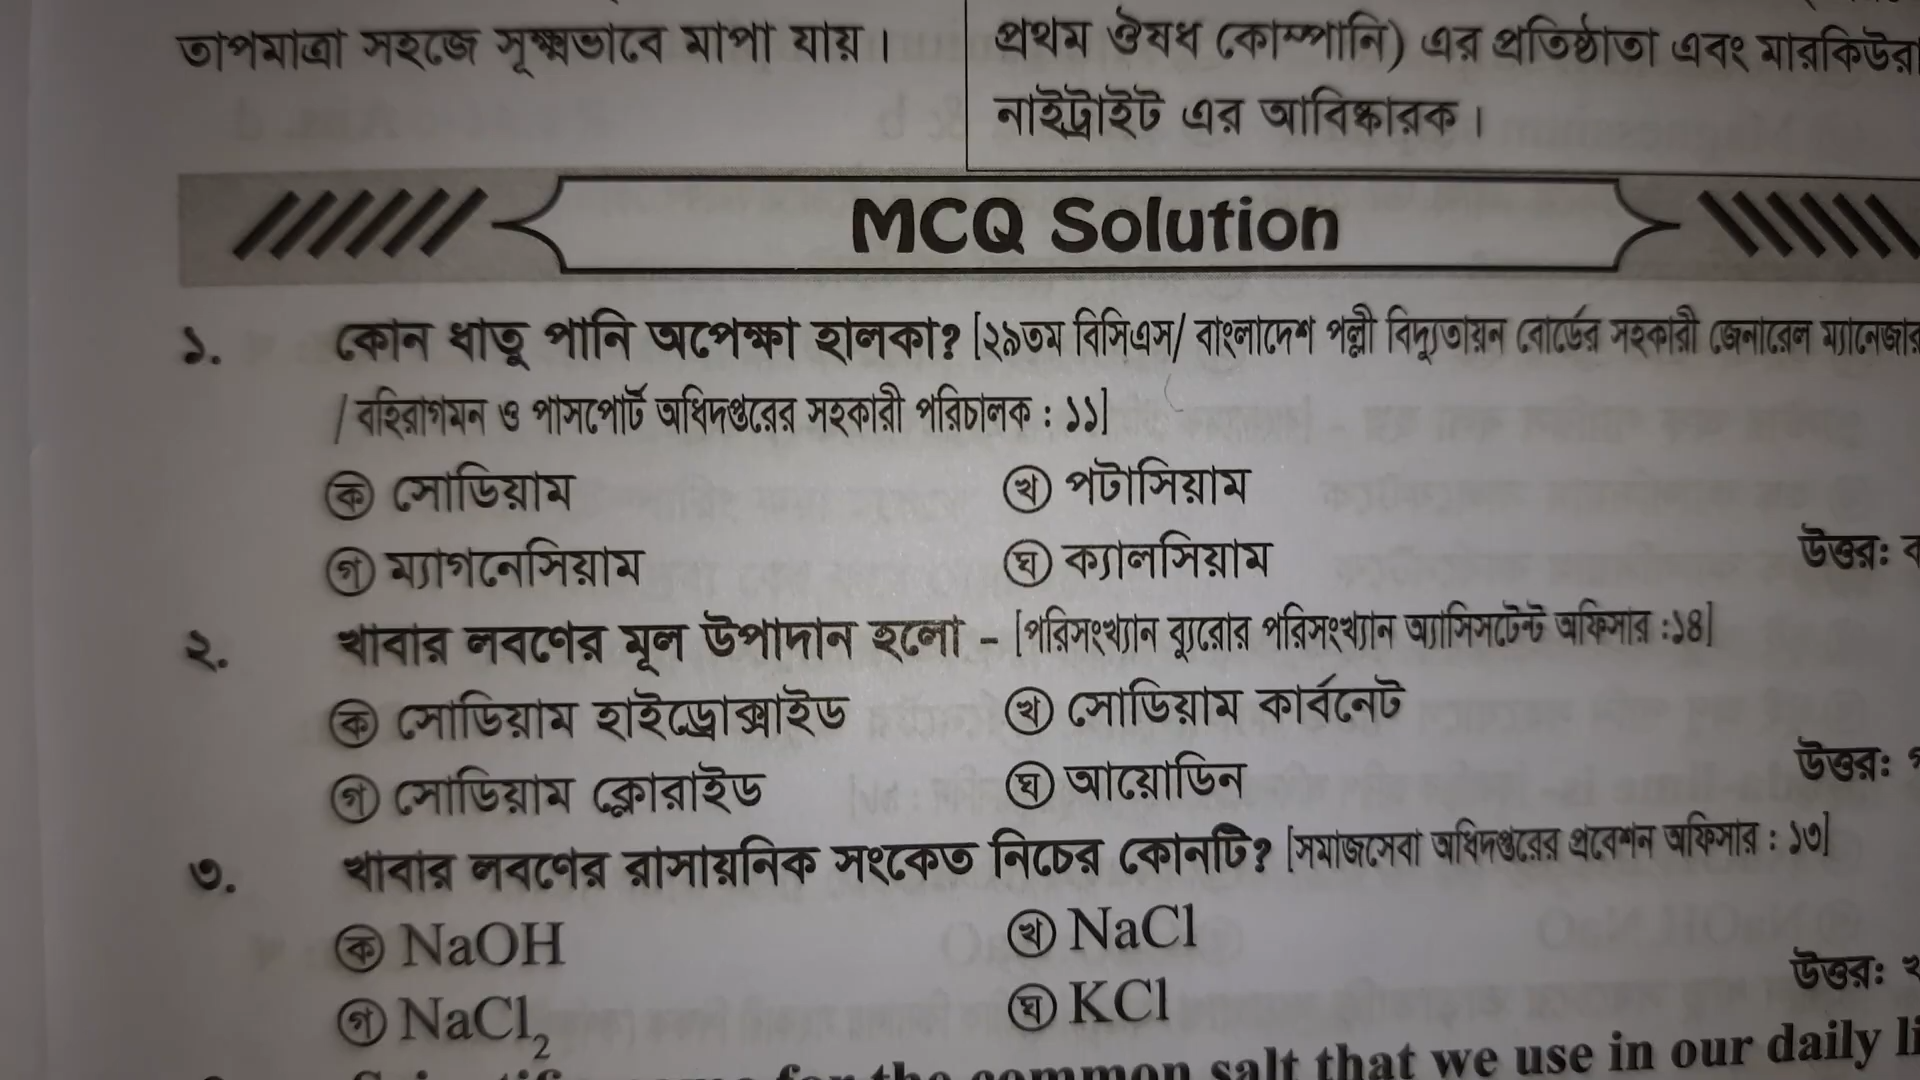 তাপমাত্রা সহজে সূক্ষ্মভাবে মাপা যায়।
প্রথম ঔষধ কোম্পানি) এর প্রতিষ্ঠাতা এবং মারকিউরা
নাইট্রাইট এর আবিষ্কারক।
MCQ Solution
১. কোন ধাতু পানি অপেক্ষা হালকা? [২৯তম বিসিএস/ বাংলাদেশ পল্লী বিদ্যুতায়ন বোর্ডের সহকারী জেনারেল ম্যানেজার
/ বহিরাগমন ও পাসপোর্ট অধিদপ্তরের সহকারী পরিচালক : ১১]
ক সোডিয়াম খ পটাসিয়াম
গ ম্যাগনেসিয়াম ঘ ক্যালসিয়াম উত্তর: ক
২. খাবার লবণের মূল উপাদান হলো – [পরিসংখ্যান ব্যুরোর পরিসংখ্যান অ্যাসিসটেন্ট অফিসার :১৪]
ক সোডিয়াম হাইড্রোক্সাইড খ সোডিয়াম কার্বনেট
গ সোডিয়াম ক্লোরাইড ঘ আয়োডিন উত্তর:
৩. খাবার লবণের রাসায়নিক সংকেত নিচের কোনটি? [সমাজসেবা অধিদপ্তরের প্রবেশন অফিসার : ১৩]
ক NaOH খ NaCl
গ NaCl₂ ঘ KCl উত্তর:
for the common salt that we use in our daily li